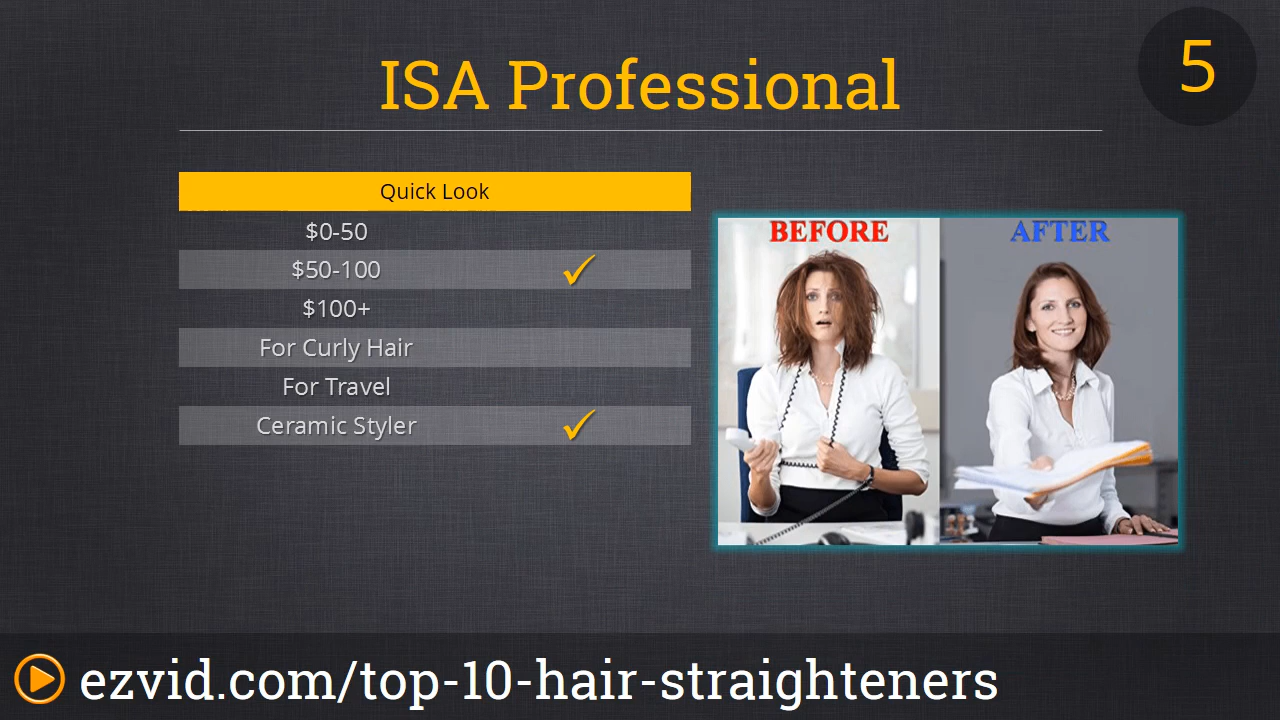 5
ISA Professional
Quick Look
$0-50
$50-100
$100+
For Curly Hair
For Travel
Ceramic Styler
BEFORE
AFTER
ezvid.com/top-10-hair-straighteners